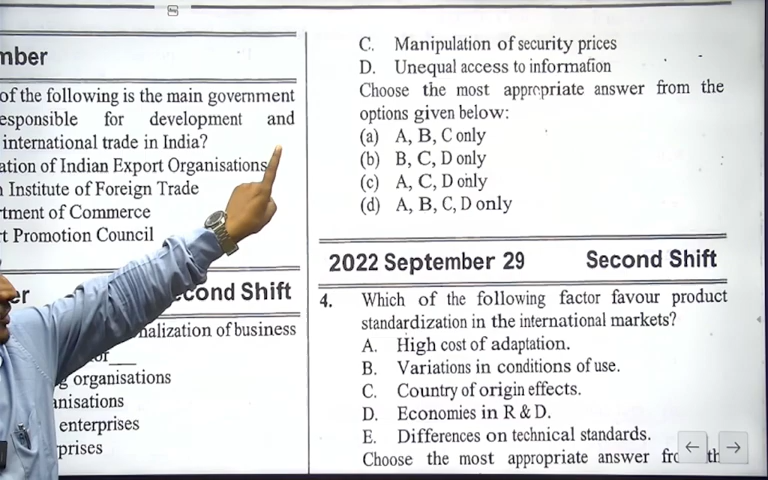 mber
of the following is the main government
esponsible for development and
international trade in India?
ation of Indian Export Organisations
Institute of Foreign Trade
rtment of Commerce
t Promotion Council
er
cond Shift
nalization of business
for___
g organisations
anisations
enterprises
prises
C. Manipulation of security prices
D. Unequal access to information
Choose the most appropriate answer from the
options given below:
(a) A, B, C only
(b) B, C, D only
(c) A, C, D only
(d) A, B, C, D only
2022 September 29 Second Shift
4. Which of the following factor favour product
standardization in the international markets?
A. High cost of adaptation.
B. Variations in conditions of use.
C. Country of origin effects.
D. Economies in R & D.
E. Differences on technical standards.
Choose the most appropriate answer fro th